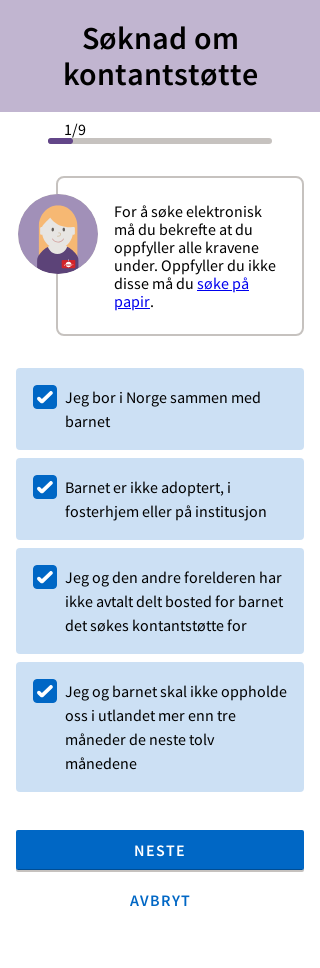 Søknad om
kontantstøtte
1/9
For å søke elektronisk
må du bekrefte at du
oppfyller alle kravene
under. Oppfyller du ikke
disse må du søke på
papir.
Jeg bor i Norge sammen med
barnet
Barnet er ikke adoptert, i
fosterhjem eller på institusjon
Jeg og den andre forelderen har
ikke avtalt delt bosted for barnet
det søkes kontantstøtte for
Jeg og barnet skal ikke oppholde
oss i utlandet mer enn tre
måneder de neste tolv
månedene
NESTE
AVBRYT